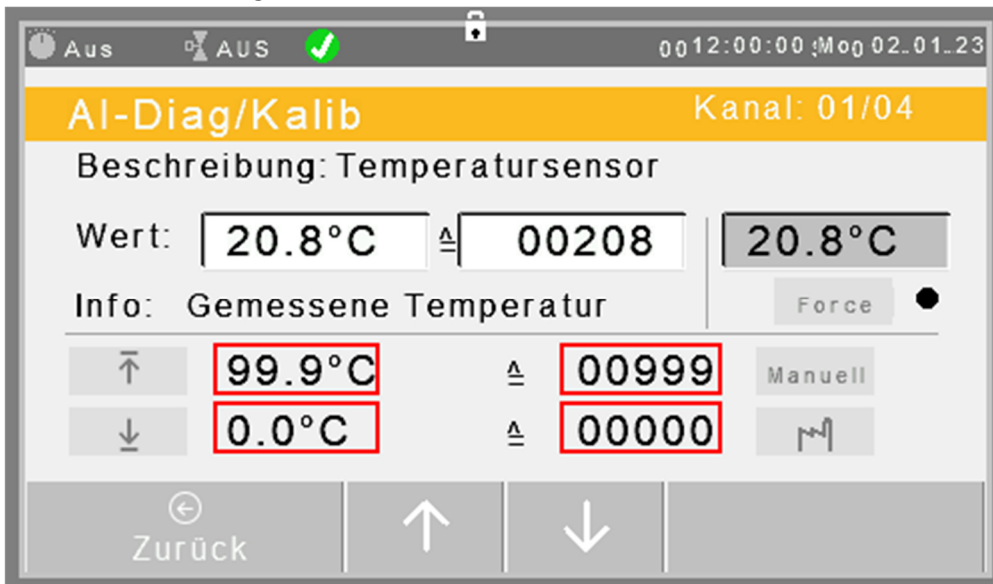 Aus AUS 0012:00:00 :Mo0 02.01.23
AI-Diag/Kalib Kanal: 01/04
Beschreibung: Temperatursensor
Wert: 20.8°C ≙ 00208 20.8°C
Info: Gemessene Temperatur Force
99.9°C ≙ 00999 Manuell
0.0°C ≙ 00000
Zurück